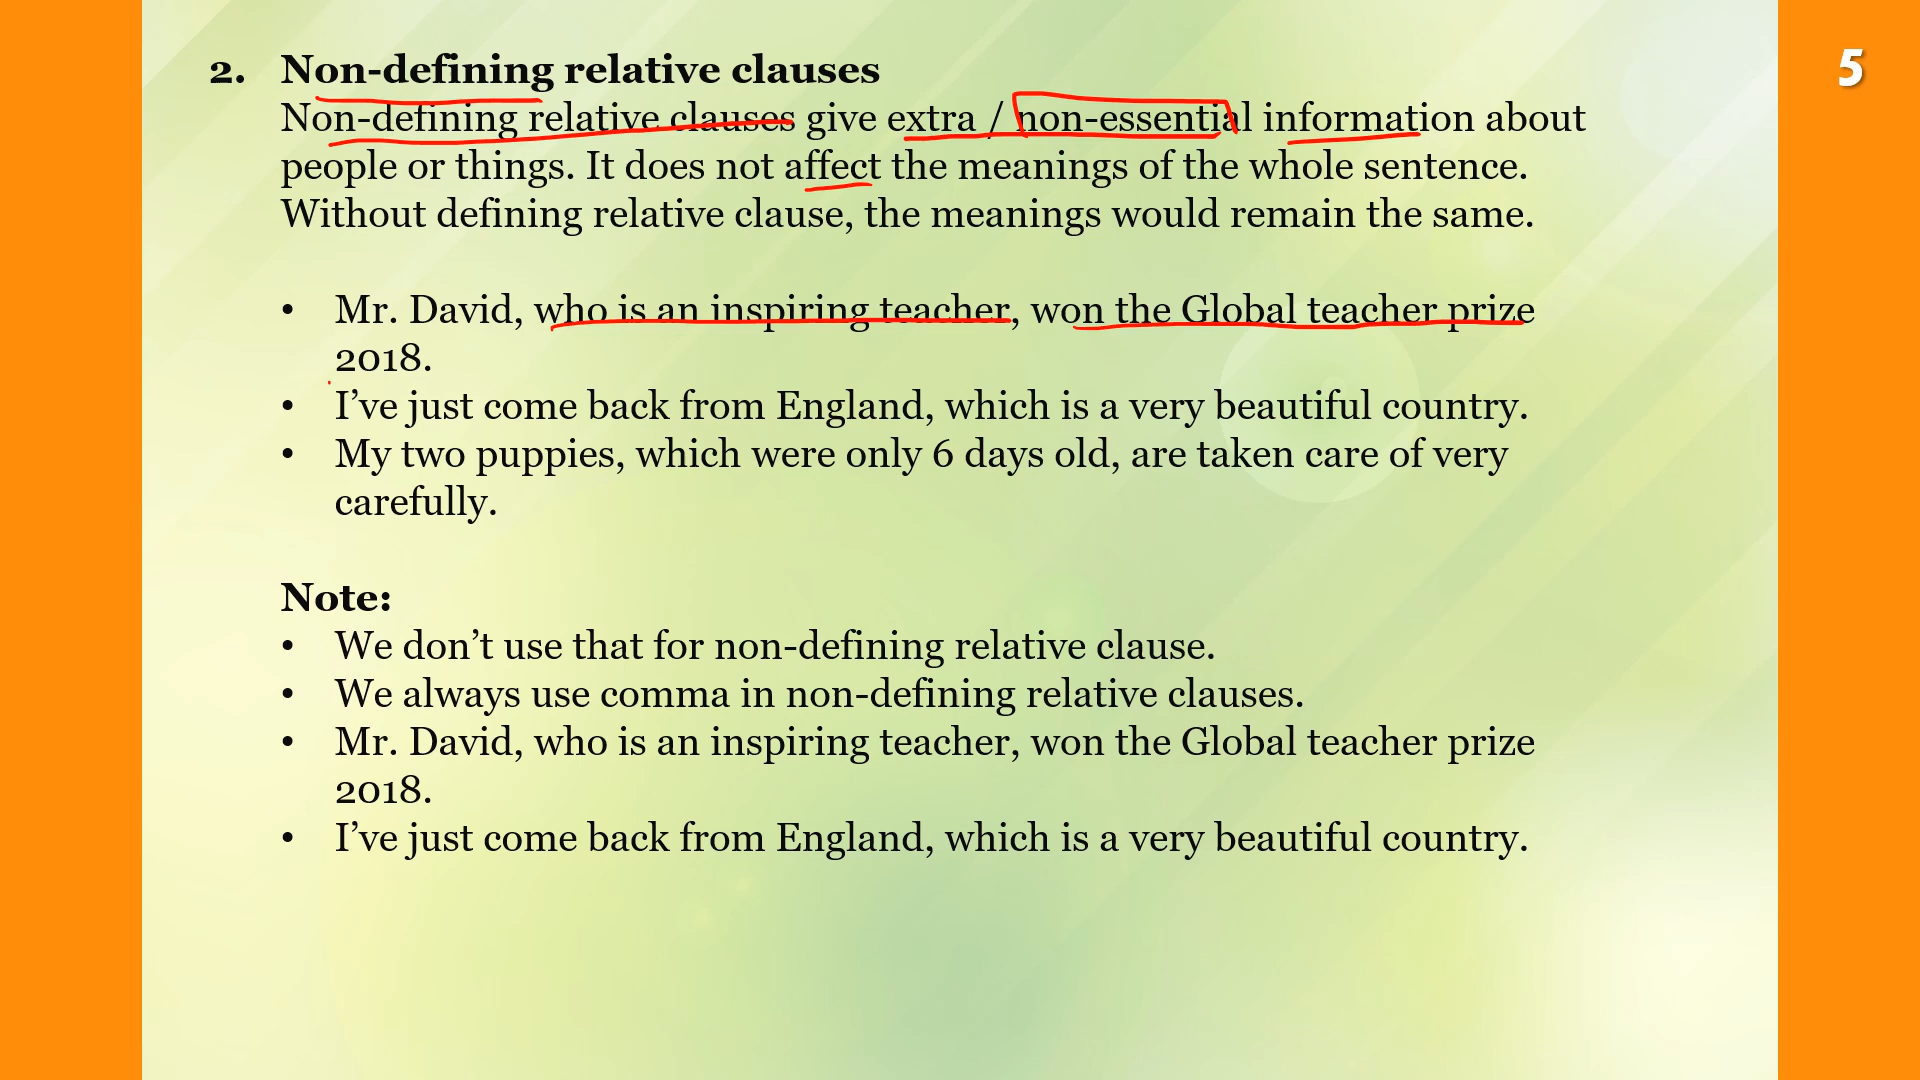 5
2. Non-defining relative clauses
Non-defining relative clauses give extra / non-essential information about
people or things. It does not affect the meanings of the whole sentence.
Without defining relative clause, the meanings would remain the same.
• Mr. David, who is an inspiring teacher, won the Global teacher prize
2018.
• I’ve just come back from England, which is a very beautiful country.
• My two puppies, which were only 6 days old, are taken care of very
carefully.
Note:
• We don’t use that for non-defining relative clause.
• We always use comma in non-defining relative clauses.
• Mr. David, who is an inspiring teacher, won the Global teacher prize
2018.
• I’ve just come back from England, which is a very beautiful country.